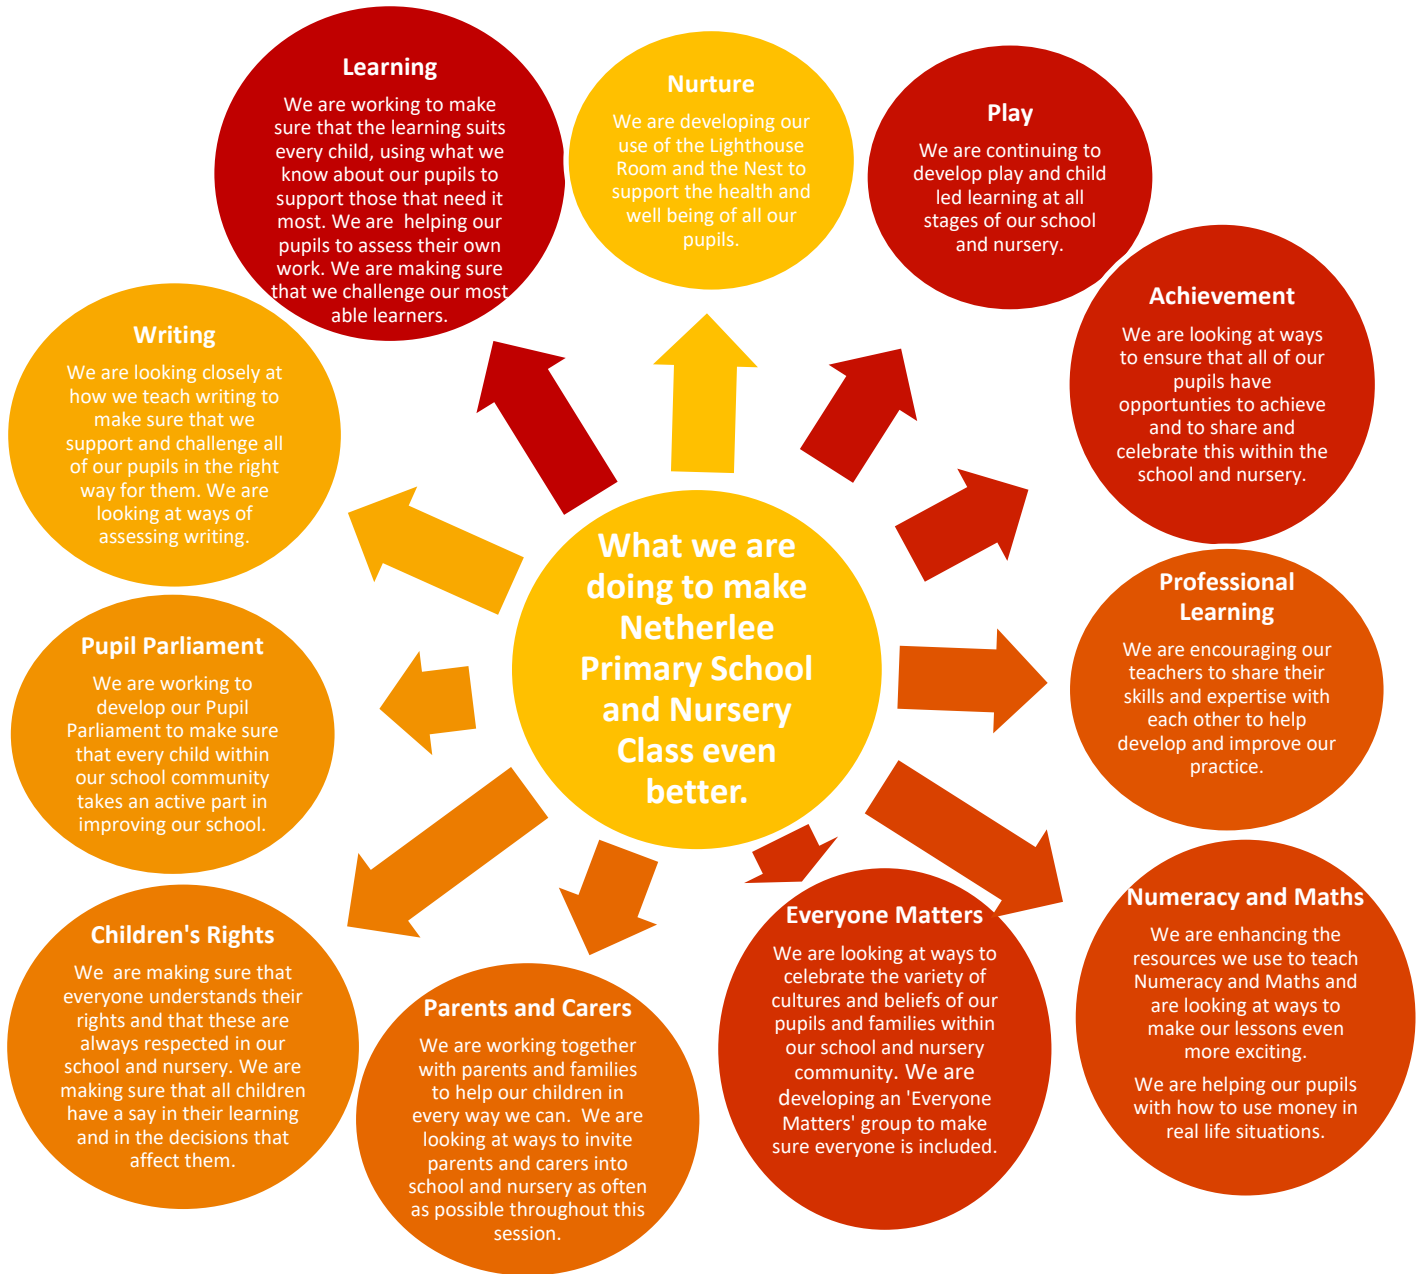 Learning
We are working to make
sure that the learning suits
every child, using what we
know about our pupils to
support those that need it
most. We are  helping our
pupils to assess their own
work. We are making sure
that we challenge our most
able learners.
Nurture
We are developing our
use of the Lighthouse
Room and the Nest to
support the health and
well being of all our
pupils.
Play
We are continuing to
develop play and child
led learning at all
stages of our school
and nursery.
Achievement
We are looking at ways
to ensure that all of our
pupils have
opportunties to achieve
and to share and
celebrate this within the
school and nursery.
Professional
Learning
We are encouraging our
teachers to share their
skills and expertise with
each other to help
develop and improve our
practice.
Numeracy and Maths
We are enhancing the
resources we use to teach
Numeracy and Maths and
are looking at ways to
make our lessons even
more exciting.
We are helping our pupils
with how to use money in
real life situations.
Everyone Matters
We are looking at ways to
celebrate the variety of
cultures and beliefs of our
pupils and families within
our school and nursery
community. We are
developing an 'Everyone
Matters' group to make
sure everyone is included.
Parents and Carers
We are working together
with parents and families
to help our children in
every way we can.  We are
looking at ways to invite
parents and carers into
school and nursery as often
as possible throughout this
session.
Children's Rights
We  are making sure that
everyone understands their
rights and that these are
always respected in our
school and nursery. We are
making sure that all children
have a say in their learning
and in the decisions that
affect them.
Pupil Parliament
We are working to
develop our Pupil
Parliament to make sure
that every child within
our school community
takes an active part in
improving our school.
Writing
We are looking closely at
how we teach writing to
make sure that we
support and challenge all
of our pupils in the right
way for them. We are
looking at ways of
assessing writing.
What we are
doing to make
Netherlee
Primary School
and Nursery
Class even
better.